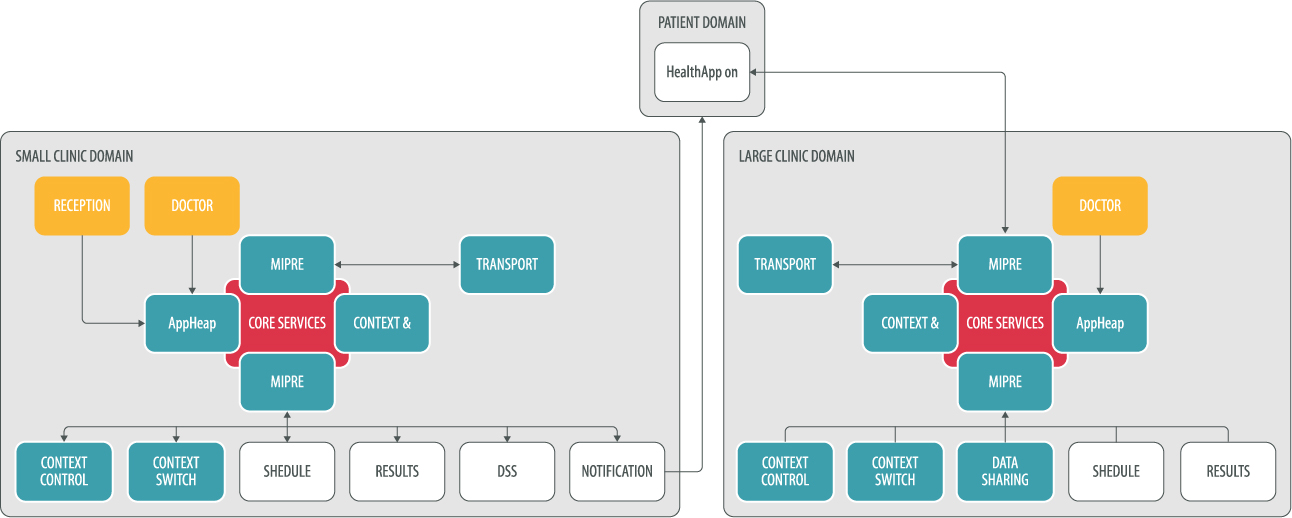 PATIENT DOMAIN
HealthApp on
SMALL CLINIC DOMAIN
RECEPTION
DOCTOR
MIPRE
TRANSPORT
AppHeap
CORE SERVICES
CONTEXT &
MIPRE
CONTEXT
CONTROL
CONTEXT
SWITCH
SHEDULE
RESULTS
DSS
NOTIFICATION
LARGE CLINIC DOMAIN
DOCTOR
TRANSPORT
MIPRE
CONTEXT &
CORE SERVICES
AppHeap
MIPRE
CONTEXT
CONTROL
CONTEXT
SWITCH
DATA
SHARING
SHEDULE
RESULTS